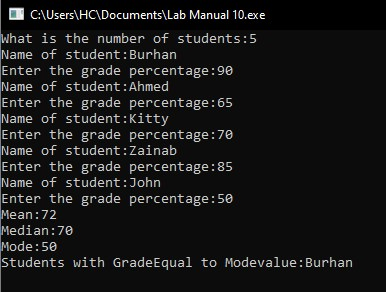 C:\Users\HC\Documents\Lab Manual 10.exe
What is the number of students:5
Name of student:Burhan
Enter the grade percentage:90
Name of student:Ahmed
Enter the grade percentage:65
Name of student:Kitty
Enter the grade percentage:70
Name of student:Zainab
Enter the grade percentage:85
Name of student:John
Enter the grade percentage:50
Mean:72
Median:70
Mode:50
Students with GradeEqual to Modevalue:Burhan